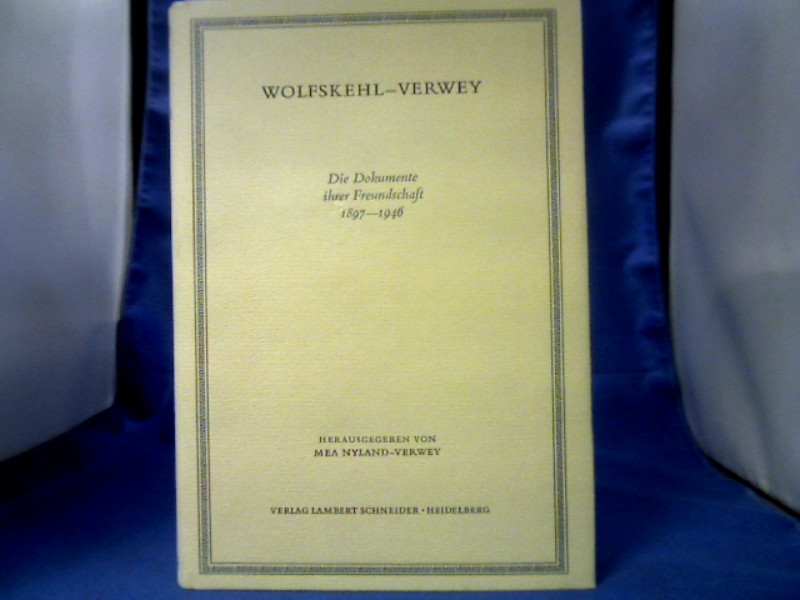 WOLFSKEHL–VERWEY
Die Dokumente
ihrer Freundschaft
1897—1946
HERAUSGEGEBEN VON
MEA NYLAND-VERWEY
VERLAG LAMBERT SCHNEIDER · HEIDELBERG